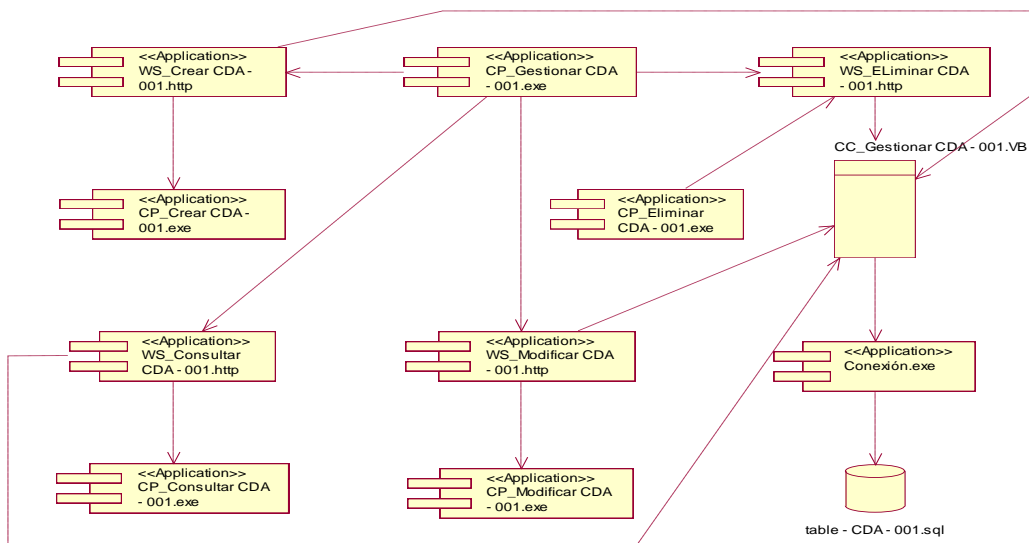 <<Application>>
WS_Crear CDA -
001.http
<<Application>>
CP_Gestionar CDA
- 001.exe
<<Application>>
WS_ELiminar CDA
- 001.http
CC_Gestionar CDA - 001.VB
<<Application>>
CP_Crear CDA -
001.exe
<<Application>>
CP_Eliminar
CDA - 001.exe
<<Application>>
WS_Consultar
CDA - 001.http
<<Application>>
WS_Modificar CDA
- 001.http
<<Application>>
Conexión.exe
<<Application>>
CP_Consultar CDA
- 001.exe
<<Application>>
CP_Modificar CDA
- 001.exe
table - CDA - 001.sql